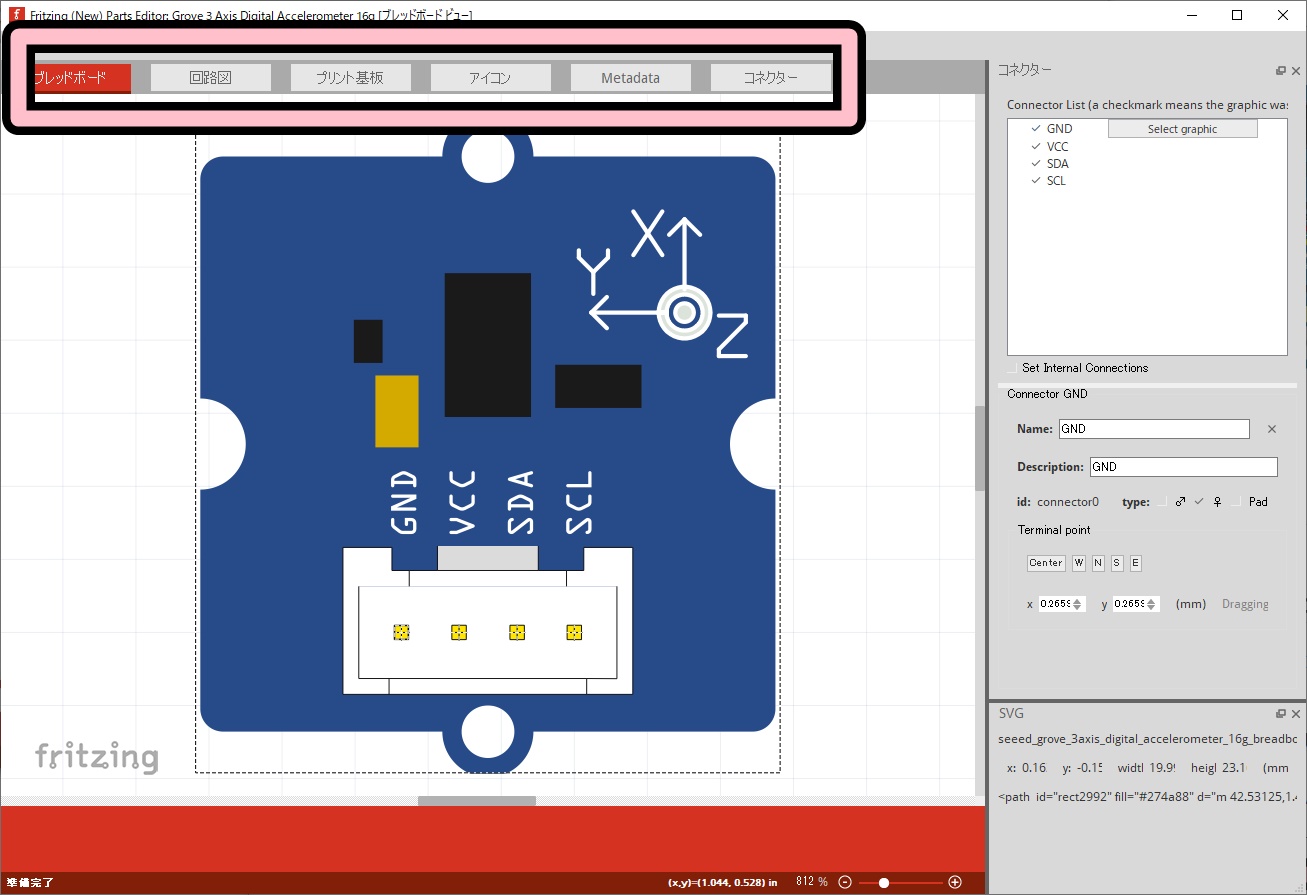 Fritzing (New) Parts Editor: Grove 3 Axis Digital Accelerometer 16g [ブレッドボード ビュー]
ブレッドボード 回路図 プリント基板 アイコン Metadata コネクター
コネクター
Connector List (a checkmark means the graphic was
GND Select graphic
VCC
SDA
SCL
Set Internal Connections
Connector GND
Name: GND
Description: GND
id: connector0 type: ♂ ♀ Pad
Terminal point
Center W N S E
x y (mm) Dragging
X
Y
Z
GND VCC SDA SCL
fritzing
SVG
seeed_grove_3axis_digital_accelerometer_16g_breadbo
x: 0.16 y: -0.15 widtl 19.9 heigl 23.1 (mm
<path id="rect2992" fill="#274a88" d="m 42.53125,1.4
準備完了 (x,y)=(1.044, 0.528) in 812 %